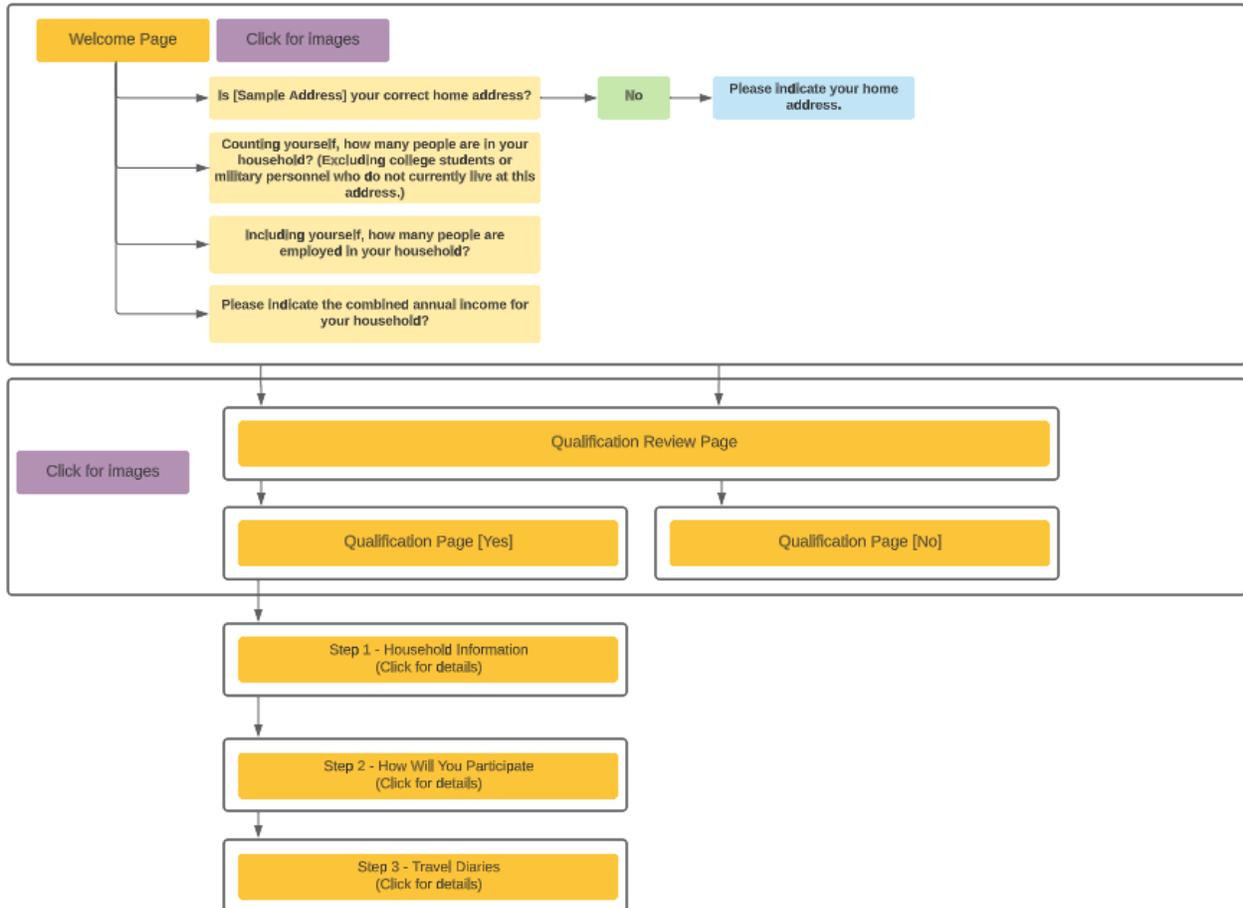 Welcome Page
Click for images
Is [Sample Address] your correct home address?
No
Please indicate your home
address.
Counting yourself, how many people are in your
household? (Excluding college students or
military personnel who do not currently live at this
address.)
Including yourself, how many people are
employed in your household?
Please indicate the combined annual income for
your household?
Qualification Review Page
Click for images
Qualification Page [Yes]
Qualification Page [No]
Step 1 - Household Information
(Click for details)
Step 2 - How Will You Participate
(Click for details)
Step 3 - Travel Diaries
(Click for details)